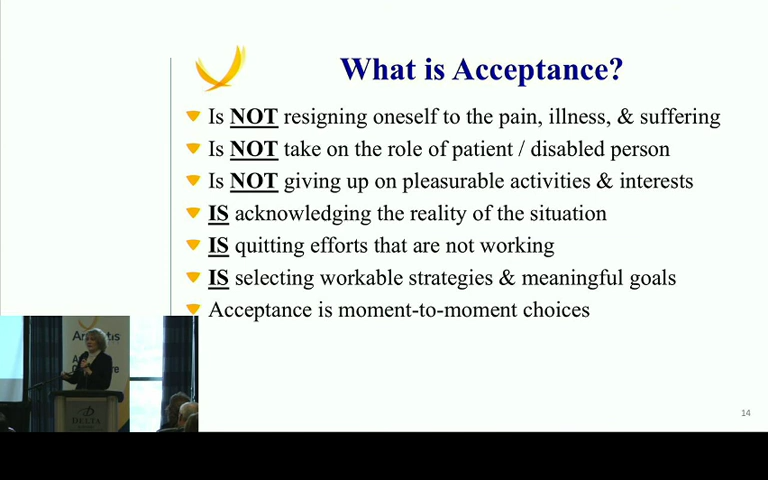 What is Acceptance?
Is NOT resigning oneself to the pain, illness, & suffering
Is NOT take on the role of patient / disabled person
Is NOT giving up on pleasurable activities & interests
IS acknowledging the reality of the situation
IS quitting efforts that are not working
IS selecting workable strategies & meaningful goals
Acceptance is moment-to-moment choices
DELTA
14